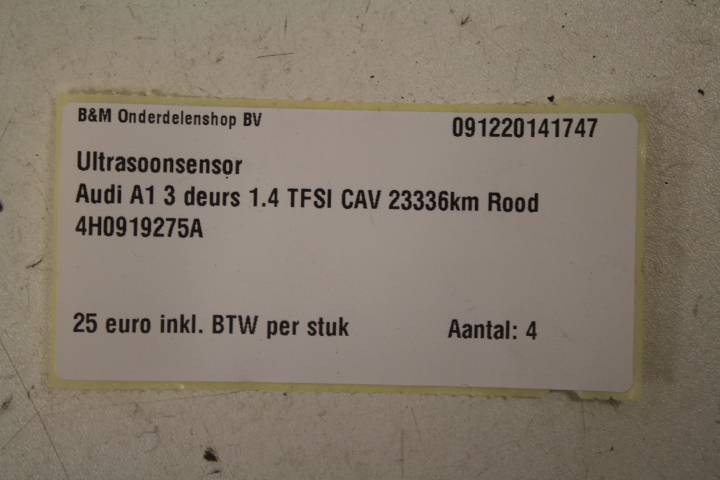 B&M Onderdelenshop BV
091220141747
Ultrasoonsensor
Audi A1 3 deurs 1.4 TFSI CAV 23336km Rood
4H0919275A
25 euro inkl. BTW per stuk
Aantal: 4